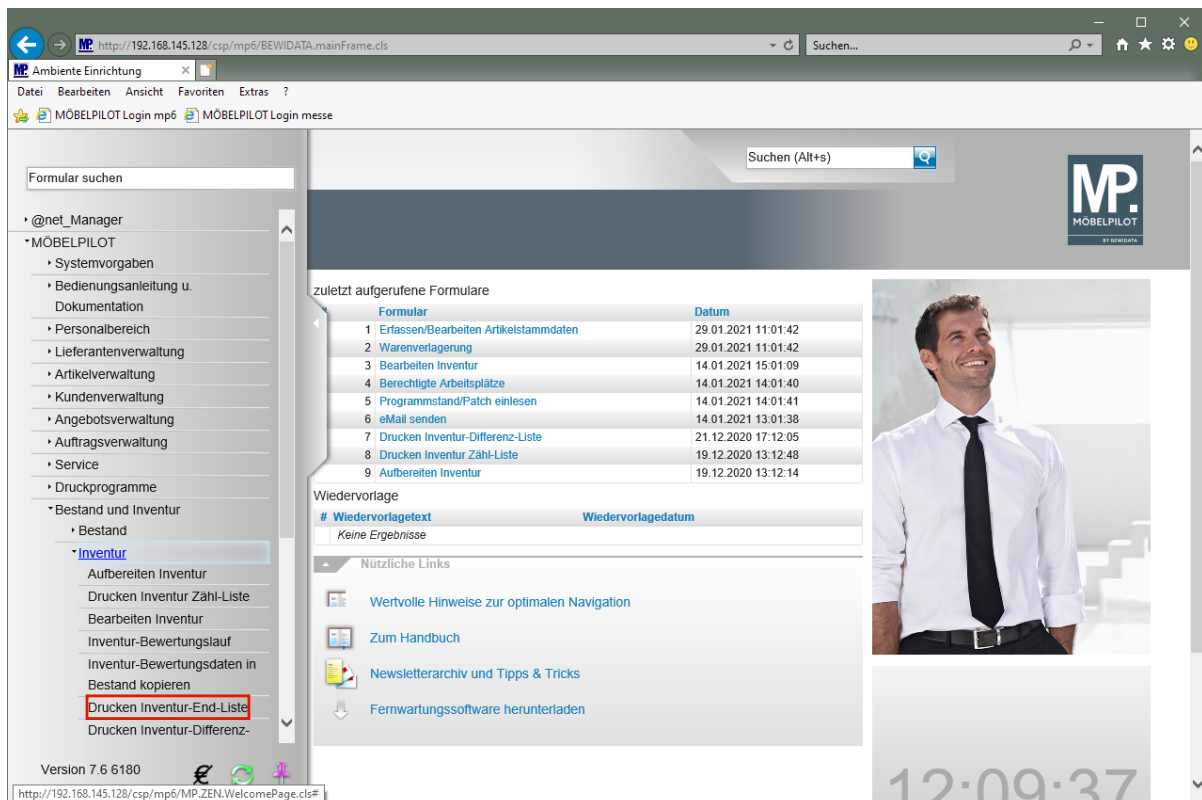 http://192.168.145.128/csp/mp6/BEWIDATA.mainFrame.cls
Suchen...
MP. Ambiente Einrichtung
Datei Bearbeiten Ansicht Favoriten Extras ?
MÖBELPILOT Login mp6 MÖBELPILOT Login messe
Formular suchen
Suchen (Alt+s)
MP.
MÖBELPILOT
BY BEWIDATA
@net_Manager
MÖBELPILOT
Systemvorgaben
Bedienungsanleitung u.
Dokumentation
Personalbereich
Lieferantenverwaltung
Artikelverwaltung
Kundenverwaltung
Angebotsverwaltung
Auftragsverwaltung
Service
Druckprogramme
Bestand und Inventur
Bestand
Inventur
Aufbereiten Inventur
Drucken Inventur Zähl-Liste
Bearbeiten Inventur
Inventur-Bewertungslauf
Inventur-Bewertungsdaten in
Bestand kopieren
Drucken Inventur-End-Liste
Drucken Inventur-Differenz-
Version 7.6 6180
http://192.168.145.128/csp/mp6/MP.ZEN.WelcomePage.cls#
zuletzt aufgerufene Formulare
Formular Datum
1 Erfassen/Bearbeiten Artikelstammdaten 29.01.2021 11:01:42
2 Warenverlagerung 29.01.2021 11:01:42
3 Bearbeiten Inventur 14.01.2021 15:01:09
4 Berechtigte Arbeitsplätze 14.01.2021 14:01:40
5 Programmstand/Patch einlesen 14.01.2021 14:01:41
6 eMail senden 14.01.2021 13:01:38
7 Drucken Inventur-Differenz-Liste 21.12.2020 17:12:05
8 Drucken Inventur Zähl-Liste 19.12.2020 13:12:48
9 Aufbereiten Inventur 19.12.2020 13:12:14
Wiedervorlage
# Wiedervorlagetext Wiedervorlagedatum
Keine Ergebnisse
Nützliche Links
Wertvolle Hinweise zur optimalen Navigation
Zum Handbuch
Newsletterarchiv und Tipps & Tricks
Fernwartungssoftware herunterladen
12:09:37